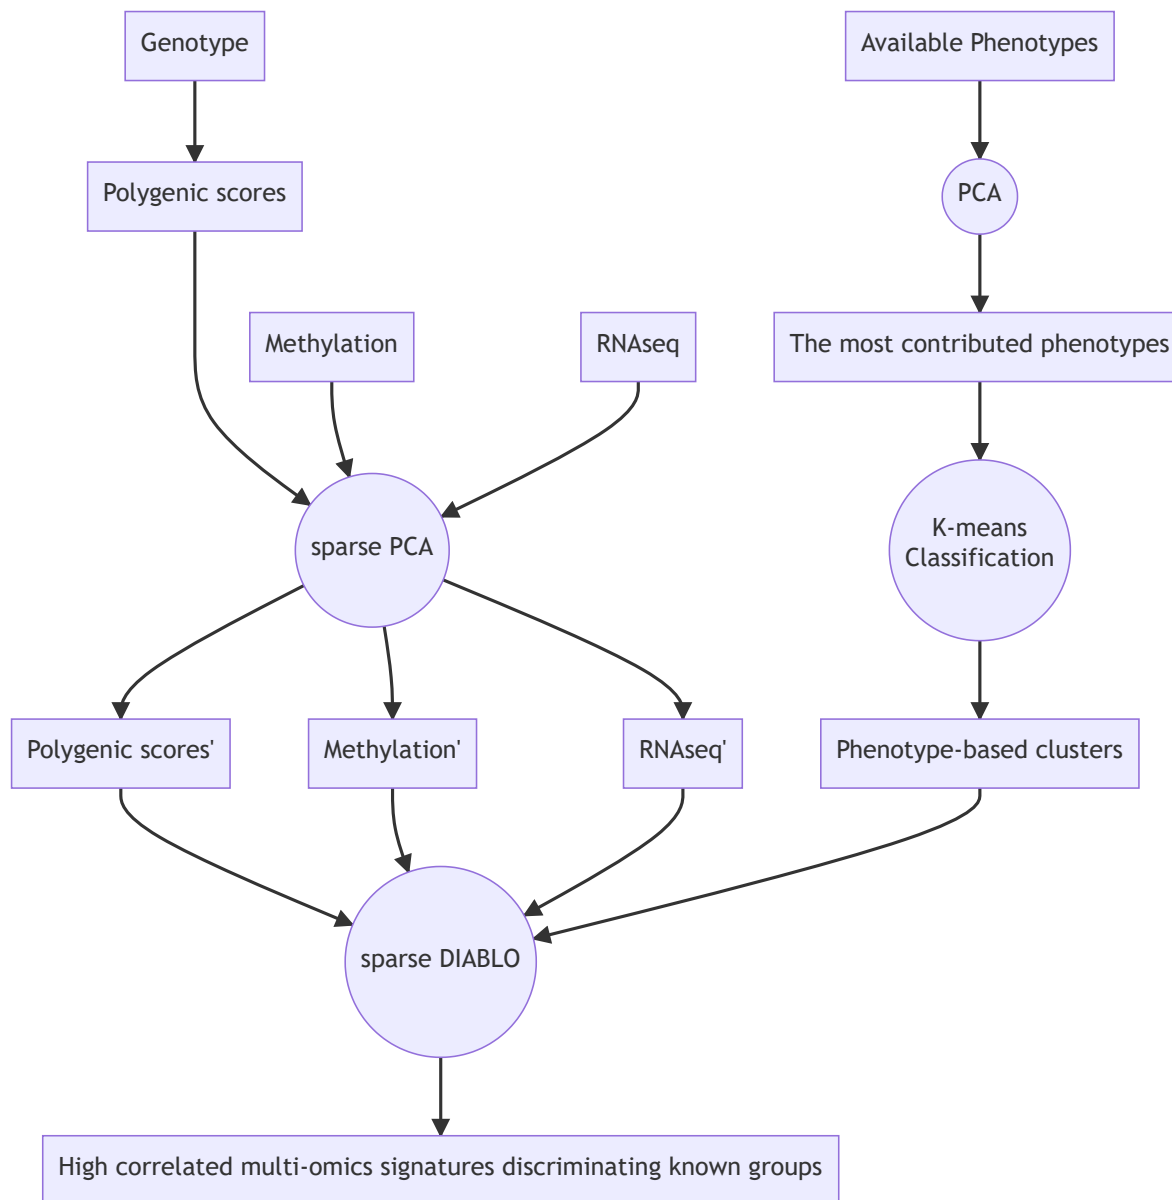 Genotype
Available Phenotypes
Polygenic scores
PCA
Methylation
RNAseq
The most contributed phenotypes
sparse PCA
K-means
Classification
Polygenic scores'
Methylation'
RNAseq'
Phenotype-based clusters
sparse DIABLO
High correlated multi-omics signatures discriminating known groups